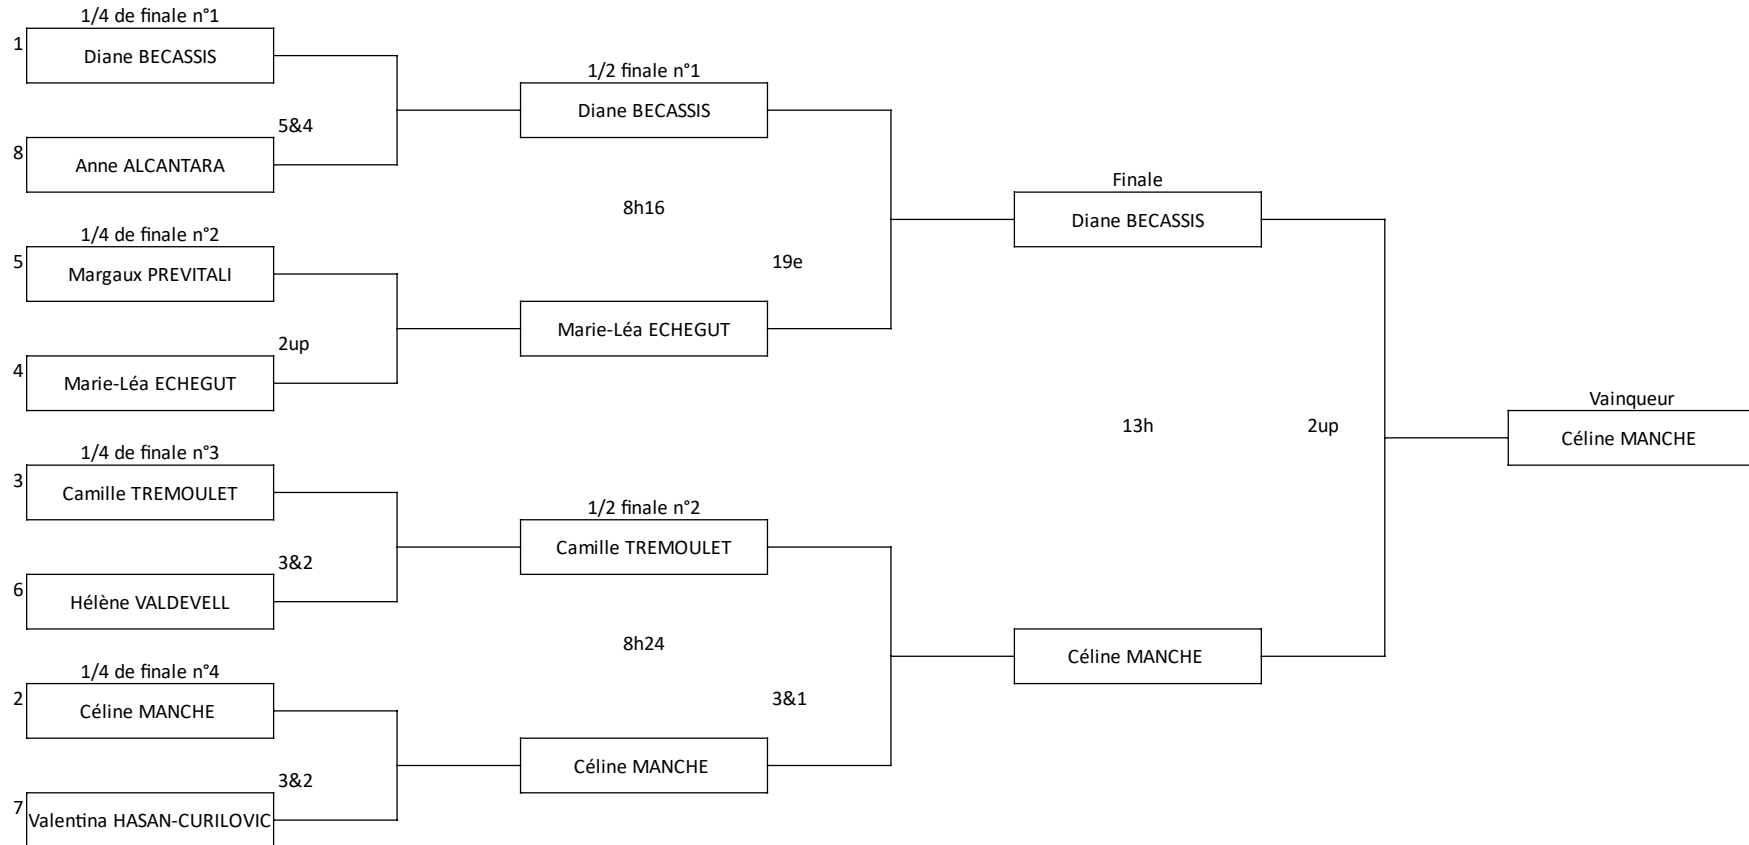 1/4 de finale n°1
1
Diane BECASSIS
5&4
8
Anne ALCANTARA
1/4 de finale n°2
5
Margaux PREVITALI
2up
4
Marie-Léa ECHEGUT
1/4 de finale n°3
3
Camille TREMOULET
3&2
6
Hélène VALDEVELL
1/4 de finale n°4
2
Céline MANCHE
3&2
7
Valentina HASAN-CURILOVIC
1/2 finale n°1
Diane BECASSIS
8h16
19e
Marie-Léa ECHEGUT
1/2 finale n°2
Camille TREMOULET
8h24
3&1
Céline MANCHE
Finale
Diane BECASSIS
13h
2up
Céline MANCHE
Vainqueur
Céline MANCHE